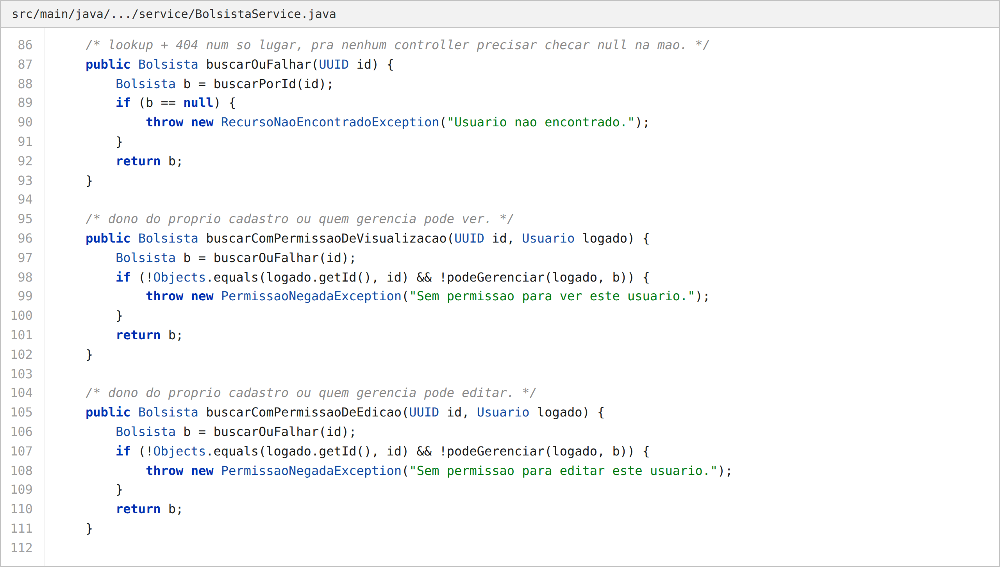 src/main/java/.../service/BolsistaService.java
86 /* lookup + 404 num so lugar, pra nenhum controller precisar checar null na mao. */
87 public Bolsista buscarOuFalhar(UUID id) {
88 Bolsista b = buscarPorId(id);
89 if (b == null) {
90 throw new RecursoNaoEncontradoException("Usuario nao encontrado.");
91 }
92 return b;
93 }
94
95 /* dono do proprio cadastro ou quem gerencia pode ver. */
96 public Bolsista buscarComPermissaoDeVisualizacao(UUID id, Usuario logado) {
97 Bolsista b = buscarOuFalhar(id);
98 if (!Objects.equals(logado.getId(), id) && !podeGerenciar(logado, b)) {
99 throw new PermissaoNegadaException("Sem permissao para ver este usuario.");
100 }
101 return b;
102 }
103
104 /* dono do proprio cadastro ou quem gerencia pode editar. */
105 public Bolsista buscarComPermissaoDeEdicao(UUID id, Usuario logado) {
106 Bolsista b = buscarOuFalhar(id);
107 if (!Objects.equals(logado.getId(), id) && !podeGerenciar(logado, b)) {
108 throw new PermissaoNegadaException("Sem permissao para editar este usuario.");
109 }
110 return b;
111 }
112